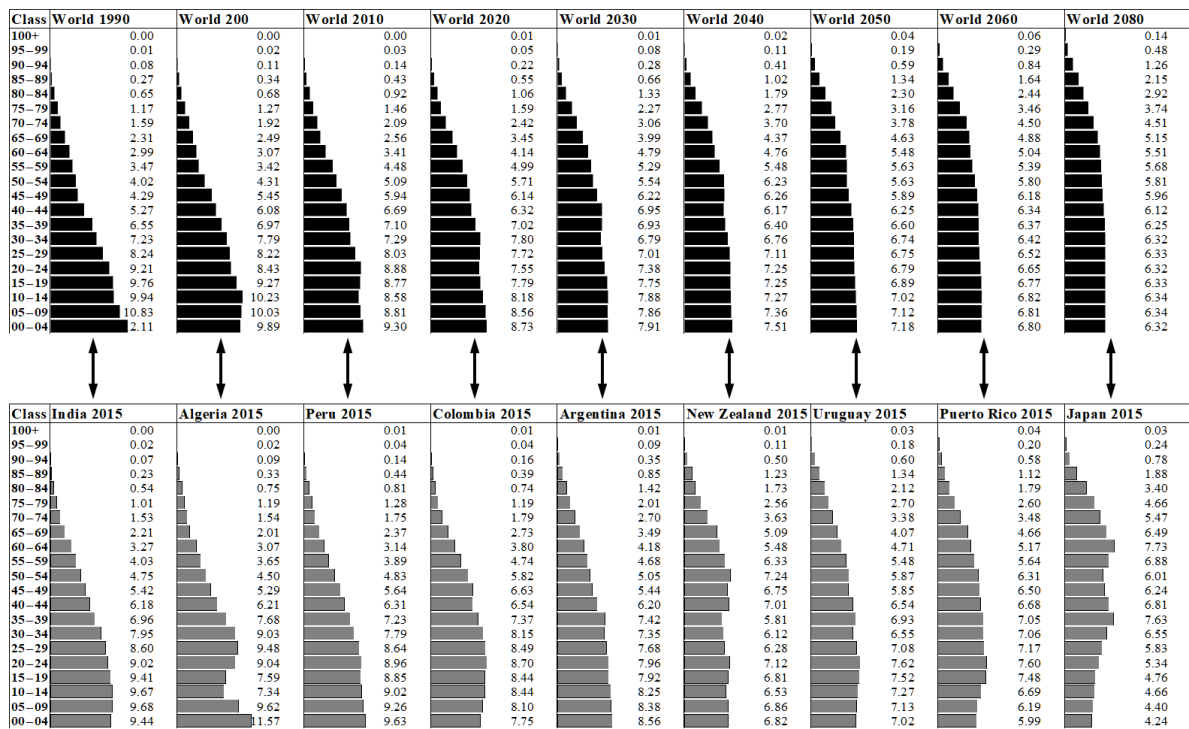 Class World 1990 World 200 World 2010 World 2020 World 2030 World 2040 World 2050 World 2060 World 2080
100+ 0.00 0.00 0.00 0.01 0.01 0.02 0.04 0.06 0.14
95–99 0.01 0.02 0.03 0.05 0.08 0.11 0.19 0.29 0.48
90–94 0.08 0.11 0.14 0.22 0.28 0.41 0.59 0.84 1.26
85–89 0.27 0.34 0.43 0.55 0.66 1.02 1.34 1.64 2.15
80–84 0.65 0.68 0.92 1.06 1.33 1.79 2.30 2.44 2.92
75–79 1.17 1.27 1.46 1.59 2.27 2.77 3.16 3.46 3.74
70–74 1.59 1.92 2.09 2.42 3.06 3.70 3.78 4.50 4.51
65–69 2.31 2.49 2.56 3.45 3.99 4.37 4.63 4.88 5.15
60–64 2.99 3.07 3.41 4.14 4.79 4.76 5.48 5.04 5.51
55–59 3.47 3.42 4.48 4.99 5.29 5.48 5.63 5.39 5.68
50–54 4.02 4.31 5.09 5.71 5.54 6.23 5.63 5.80 5.81
45–49 4.29 5.45 5.94 6.14 6.22 6.26 5.89 6.18 5.96
40–44 5.27 6.08 6.69 6.32 6.95 6.17 6.25 6.34 6.12
35–39 6.55 6.97 7.10 7.02 6.93 6.40 6.60 6.37 6.25
30–34 7.23 7.79 7.29 7.80 6.79 6.76 6.74 6.42 6.32
25–29 8.24 8.22 8.03 7.72 7.01 7.11 6.75 6.52 6.33
20–24 9.21 8.43 8.88 7.55 7.38 7.25 6.79 6.65 6.32
15–19 9.76 9.27 8.77 7.79 7.75 7.25 6.89 6.77 6.33
10–14 9.94 10.23 8.58 8.18 7.88 7.27 7.02 6.82 6.34
05–09 10.83 10.03 8.81 8.56 7.86 7.36 7.12 6.81 6.34
00–04 2.11 9.89 9.30 8.73 7.91 7.51 7.18 6.80 6.32
Class India 2015 Algeria 2015 Peru 2015 Colombia 2015 Argentina 2015 New Zealand 2015 Uruguay 2015 Puerto Rico 2015 Japan 2015
100+ 0.00 0.00 0.01 0.01 0.01 0.01 0.03 0.04 0.03
95–99 0.02 0.02 0.04 0.04 0.09 0.11 0.18 0.20 0.24
90–94 0.07 0.09 0.14 0.16 0.35 0.50 0.60 0.58 0.78
85–89 0.23 0.33 0.44 0.39 0.85 1.23 1.34 1.12 1.88
80–84 0.54 0.75 0.81 0.74 1.42 1.73 2.12 1.79 3.40
75–79 1.01 1.19 1.28 1.19 2.01 2.56 2.70 2.60 4.66
70–74 1.53 1.54 1.75 1.79 2.70 3.63 3.38 3.48 5.47
65–69 2.21 2.01 2.37 2.73 3.49 5.09 4.07 4.66 6.49
60–64 3.27 3.07 3.14 3.80 4.18 5.48 4.71 5.17 7.73
55–59 4.03 3.65 3.89 4.74 4.68 6.33 5.48 5.64 6.88
50–54 4.75 4.50 4.83 5.82 5.05 7.24 5.87 6.31 6.01
45–49 5.42 5.29 5.64 6.63 5.44 6.75 5.85 6.50 6.24
40–44 6.18 6.21 6.31 6.54 6.20 7.01 6.54 6.68 6.81
35–39 6.96 7.68 7.23 7.37 7.42 5.81 6.93 7.05 7.63
30–34 7.95 9.03 7.79 8.15 7.35 6.12 6.55 7.06 6.55
25–29 8.60 9.48 8.64 8.49 7.68 6.28 7.08 7.17 5.83
20–24 9.02 9.04 8.96 8.70 7.96 7.12 7.62 7.60 5.34
15–19 9.41 7.59 8.85 8.44 7.92 6.81 7.52 7.48 4.76
10–14 9.67 7.34 9.02 8.44 8.25 6.53 7.27 6.69 4.66
05–09 9.68 9.62 9.26 8.10 8.38 6.86 7.13 6.19 4.40
00–04 9.44 11.57 9.63 7.75 8.56 6.82 7.02 5.99 4.24